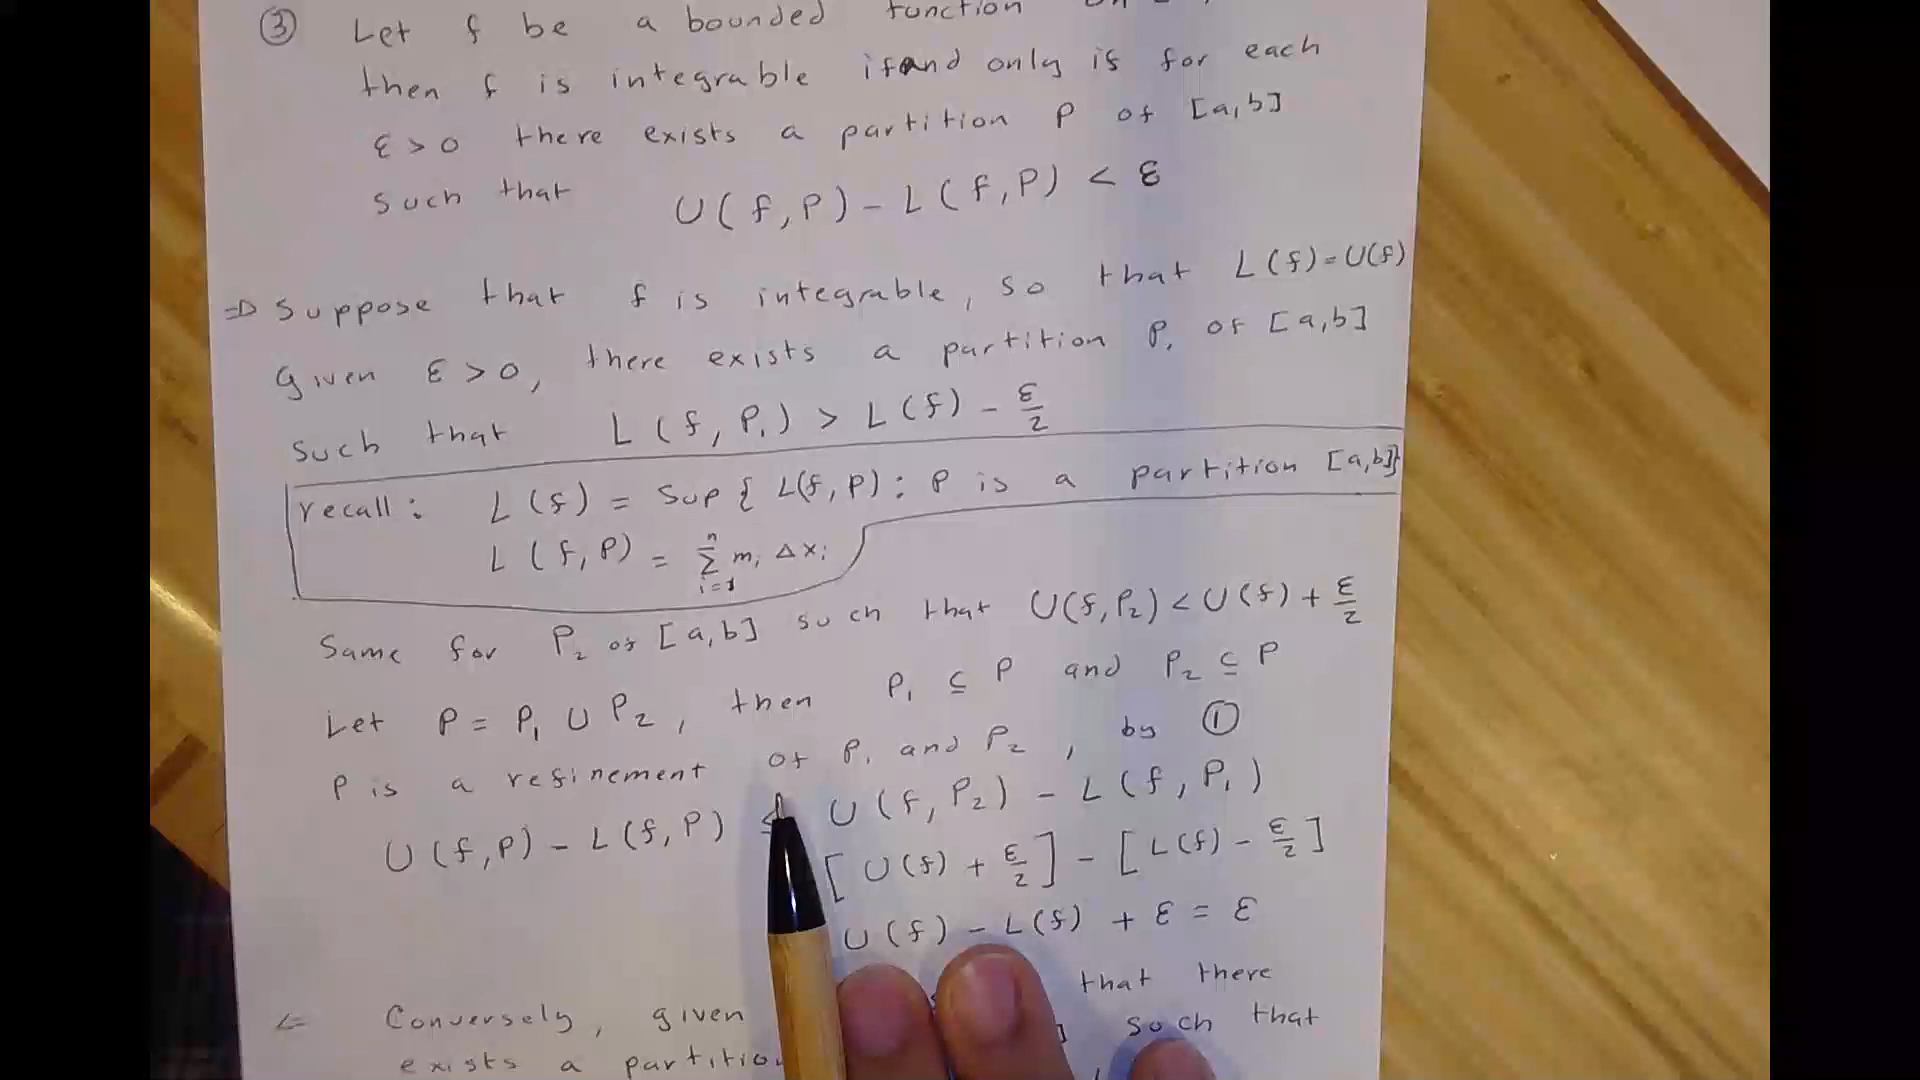 ③ Let f be a bounded function on
then f is integrable if and only is for each
ε > 0 there exists a partition P of [a,b]
such that U(f,P) - L(f,P) < ε
⇒ Suppose that f is integrable, so that L(f) = U(f)
Given ε > 0, there exists a partition P₁ of [a,b]
such that L(f,P₁) > L(f) - ε/2
recall: L(f) = Sup { L(f,P) : P is a partition [a,b]}
L(f,P) = Σ_{i=1}^{n} mᵢ Δxᵢ
Same for P₂ of [a,b] such that U(f,P₂) < U(f) + ε/2
Let P = P₁ ∪ P₂, then P₁ ⊆ P and P₂ ⊆ P
P is a refinement of P₁ and P₂, by ①
U(f,P) - L(f,P) ≤ U(f,P₂) - L(f,P₁)
[U(f) + ε/2] - [L(f) - ε/2]
U(f) - L(f) + ε = ε
⇐ Conversely, given that there
exists a such that